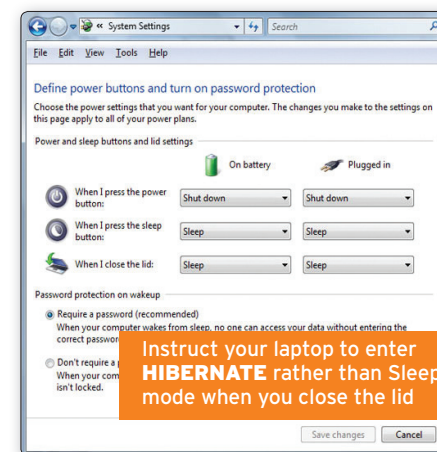 « System Settings
Search
File Edit View Tools Help
Define power buttons and turn on password protection
Choose the power settings that you want for your computer. The changes you make to the settings on
this page apply to all of your power plans.
Power and sleep buttons and lid settings
On battery Plugged in
When I press the power
button:
Shut down Shut down
When I press the sleep
button:
Sleep Sleep
When I close the lid: Sleep Sleep
Password protection on wakeup
Require a password (recommended)
When your computer wakes from sleep, no one can access your data without entering the
correct
Don't require a
When your
isn't locked.
Instruct your laptop to enter
HIBERNATE rather than Sleep
mode when you close the lid
Save changes Cancel